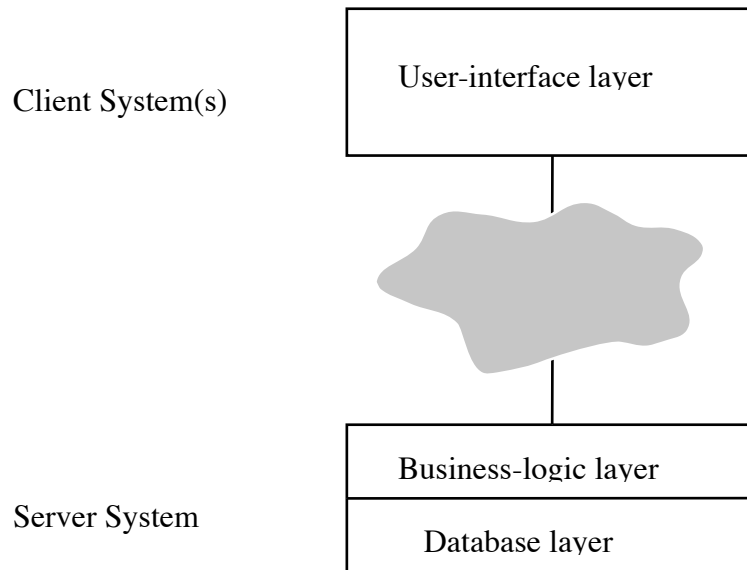 User-interface layer
Client System(s)
Business-logic layer
Server System
Database layer